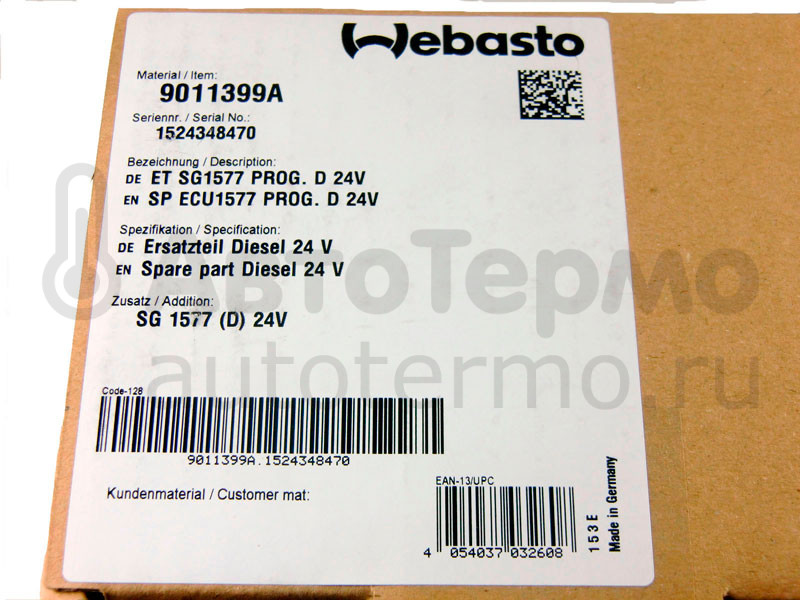 Webasto
Material / Item:
9011399A
Seriennr. / Serial No.:
1524348470
Bezeichnung / Description:
DE ET SG1577 PROG. D 24V
EN SP ECU1577 PROG. D 24V
Spezifikation / Specification:
DE Ersatzteil Diesel 24 V
EN Spare part Diesel 24 V
Zusatz / Addition:
SG 1577 (D) 24V
Code-128
9011399A.1524348470
Kundenmaterial / Customer mat:
EAN-13/UPC
4 054037 032608
153E
Made in Germany
АвтоТермо
autotermo.ru